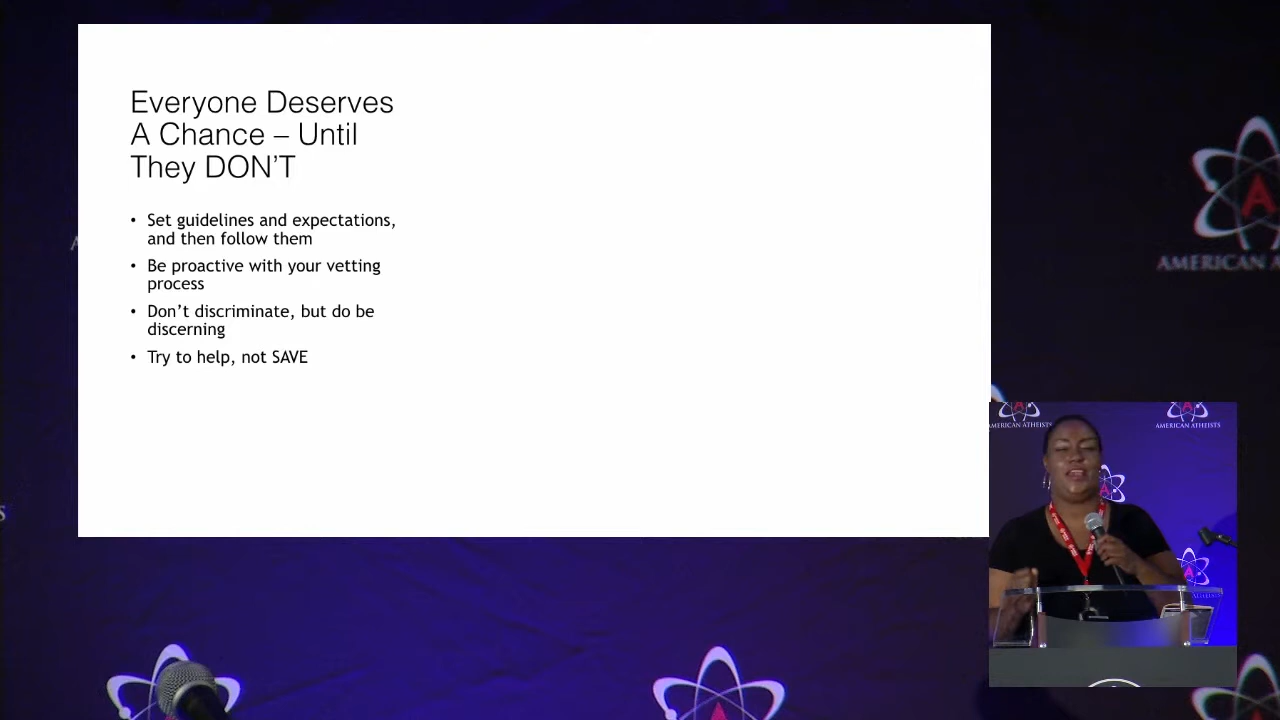 Everyone Deserves
A Chance – Until
They DON'T
• Set guidelines and expectations,
and then follow them
• Be proactive with your vetting
process
• Don't discriminate, but do be
discerning
• Try to help, not SAVE
AMERICAN
AMERICAN ATHEISTS
AMERICAN ATHEISTS